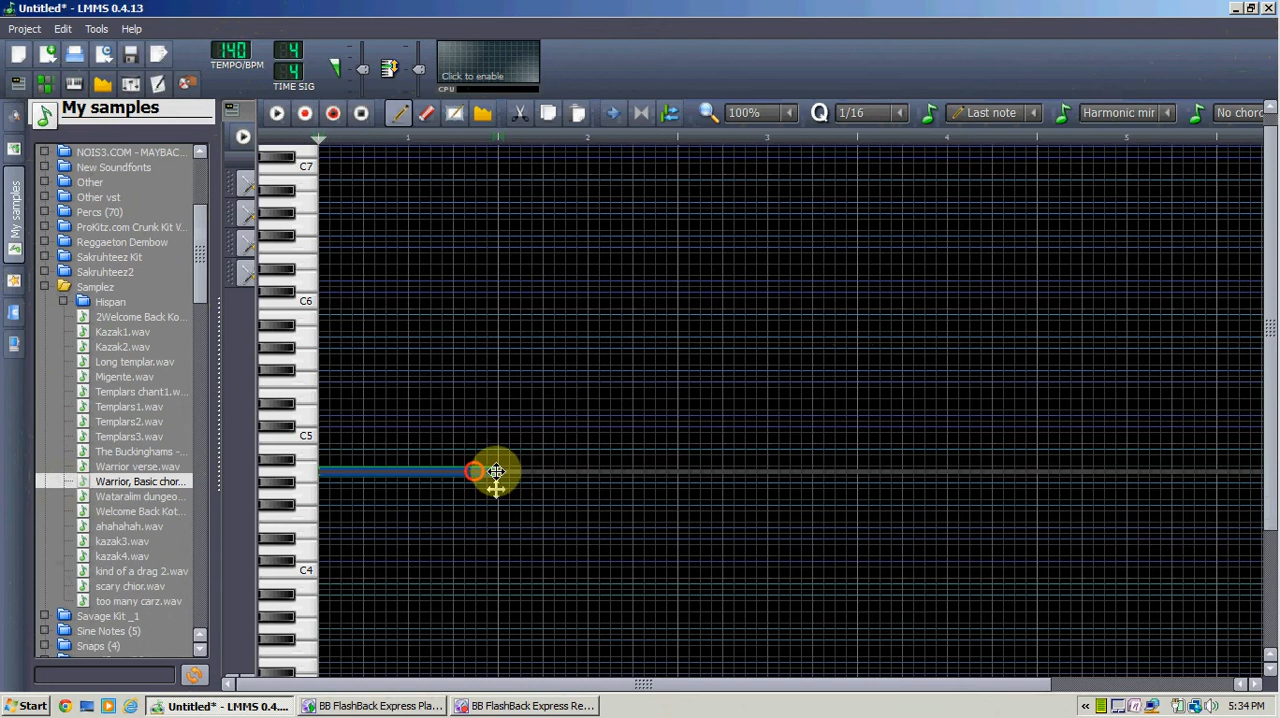 Untitled* - LMMS 0.4.13
Project Edit Tools Help
140
TEMPO/BPM
4
4
TIME SIG
Click to enable
CPU
My samples
100%
Q
1/16
Last note
Harmonic mir
No chord
1 2 3 4 5
My samples
NOIS3.COM - MAYBAC...
New Soundfonts
Other
Other vst
Percs (70)
ProKitz.com Crunk Kit V...
Reggaeton Dembow
Sakruhteez Kit
Sakruhteez2
Samplez
Hispan
2Welcome Back Ko...
Kazak1.wav
Kazak2.wav
Long templar.wav
Migente.wav
Templars chant1.w...
Templars1.wav
Templars2.wav
Templars3.wav
The Buckinghams -...
Warrior verse.wav
Warrior, Basic chor...
Wataralim dungeo...
Welcome Back Kot...
ahahahah.wav
kazak3.wav
kazak4.wav
kind of a drag 2.wav
scary chior.wav
too many carz.wav
Savage Kit _1
Sine Notes (5)
Snaps (4)
C7
C6
C5
C4
Start
Untitled* - LMMS 0.4....
BB FlashBack Express Pla...
BB FlashBack Express Re...
«
5:34 PM